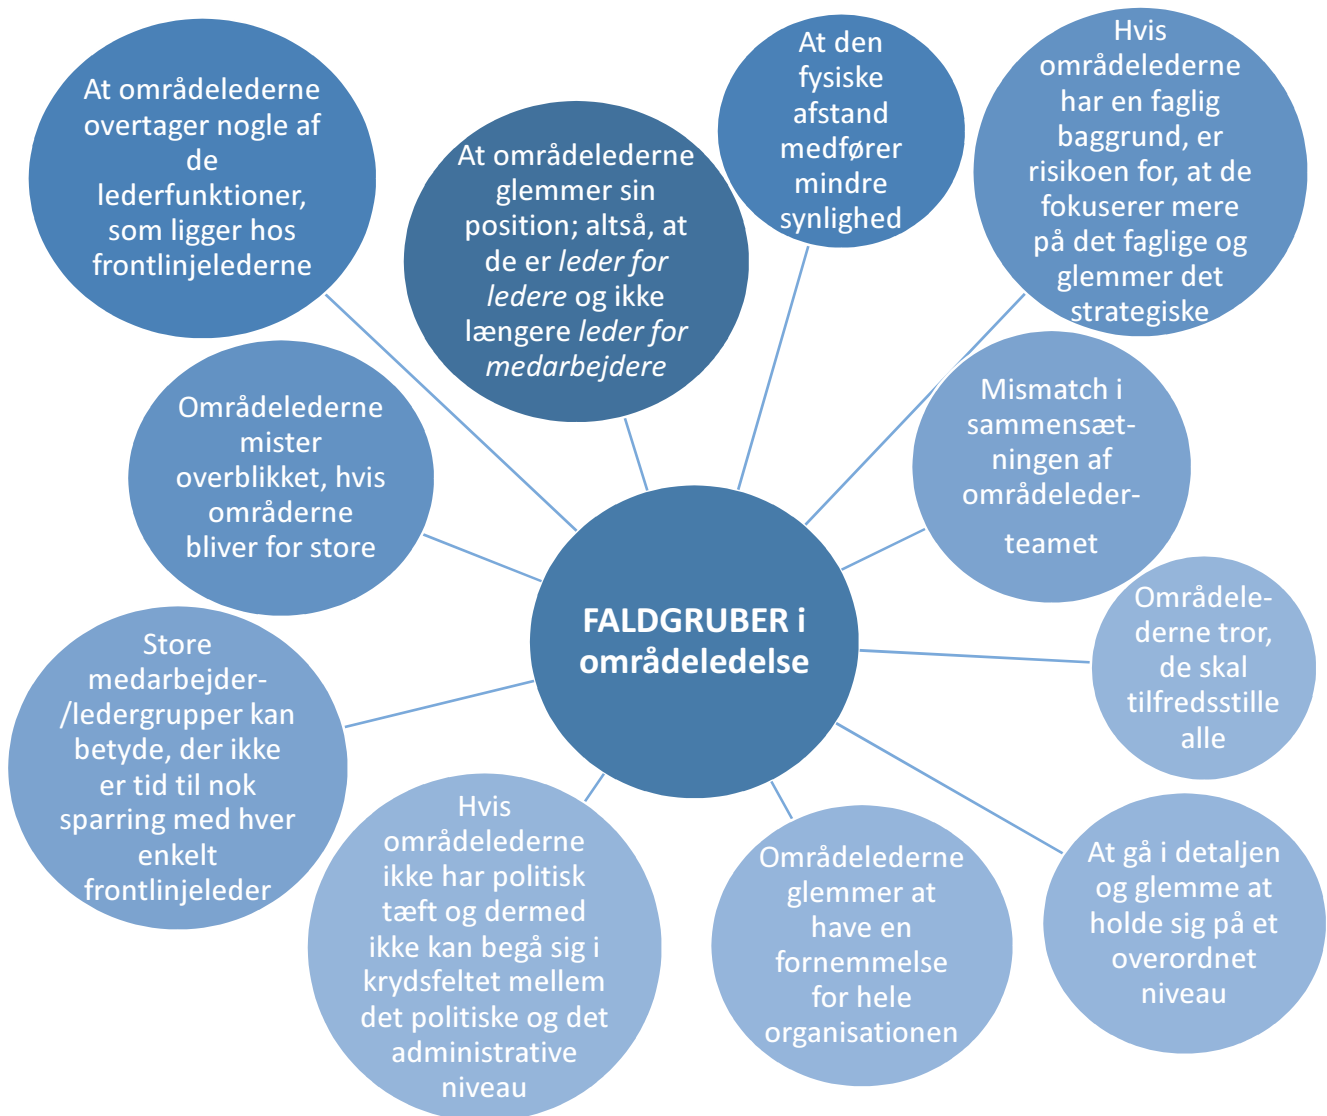 At områdelederne
overtager nogle af
de
lederfunktioner,
som ligger hos
frontlinjelederne
At områdelederne
glemmer sin
position; altså, at
de er leder for
ledere og ikke
længere leder for
medarbejdere
At den
fysiske
afstand
medfører
mindre
synlighed
Hvis
områdelederne
har en faglig
baggrund, er
risikoen for, at de
fokuserer mere
på det faglige og
glemmer det
strategiske
Områdelederne
mister
overblikket, hvis
områderne
bliver for store
Mismatch i
sammensæt-
ningen af
områdeleder-
teamet
FALDGRUBER i
områdeledelse
Områdele-
derne tror,
de skal
tilfredsstille
alle
Store
medarbejder-
/ledergrupper kan
betyde, der ikke
er tid til nok
sparring med hver
enkelt
frontlinjeleder
Hvis
områdelederne
ikke har politisk
tæft og dermed
ikke kan begå sig i
krydsfeltet mellem
det politiske og det
administrative
niveau
Områdelederne
glemmer at
have en
fornemmelse
for hele
organisationen
At gå i detaljen
og glemme at
holde sig på et
overordnet
niveau